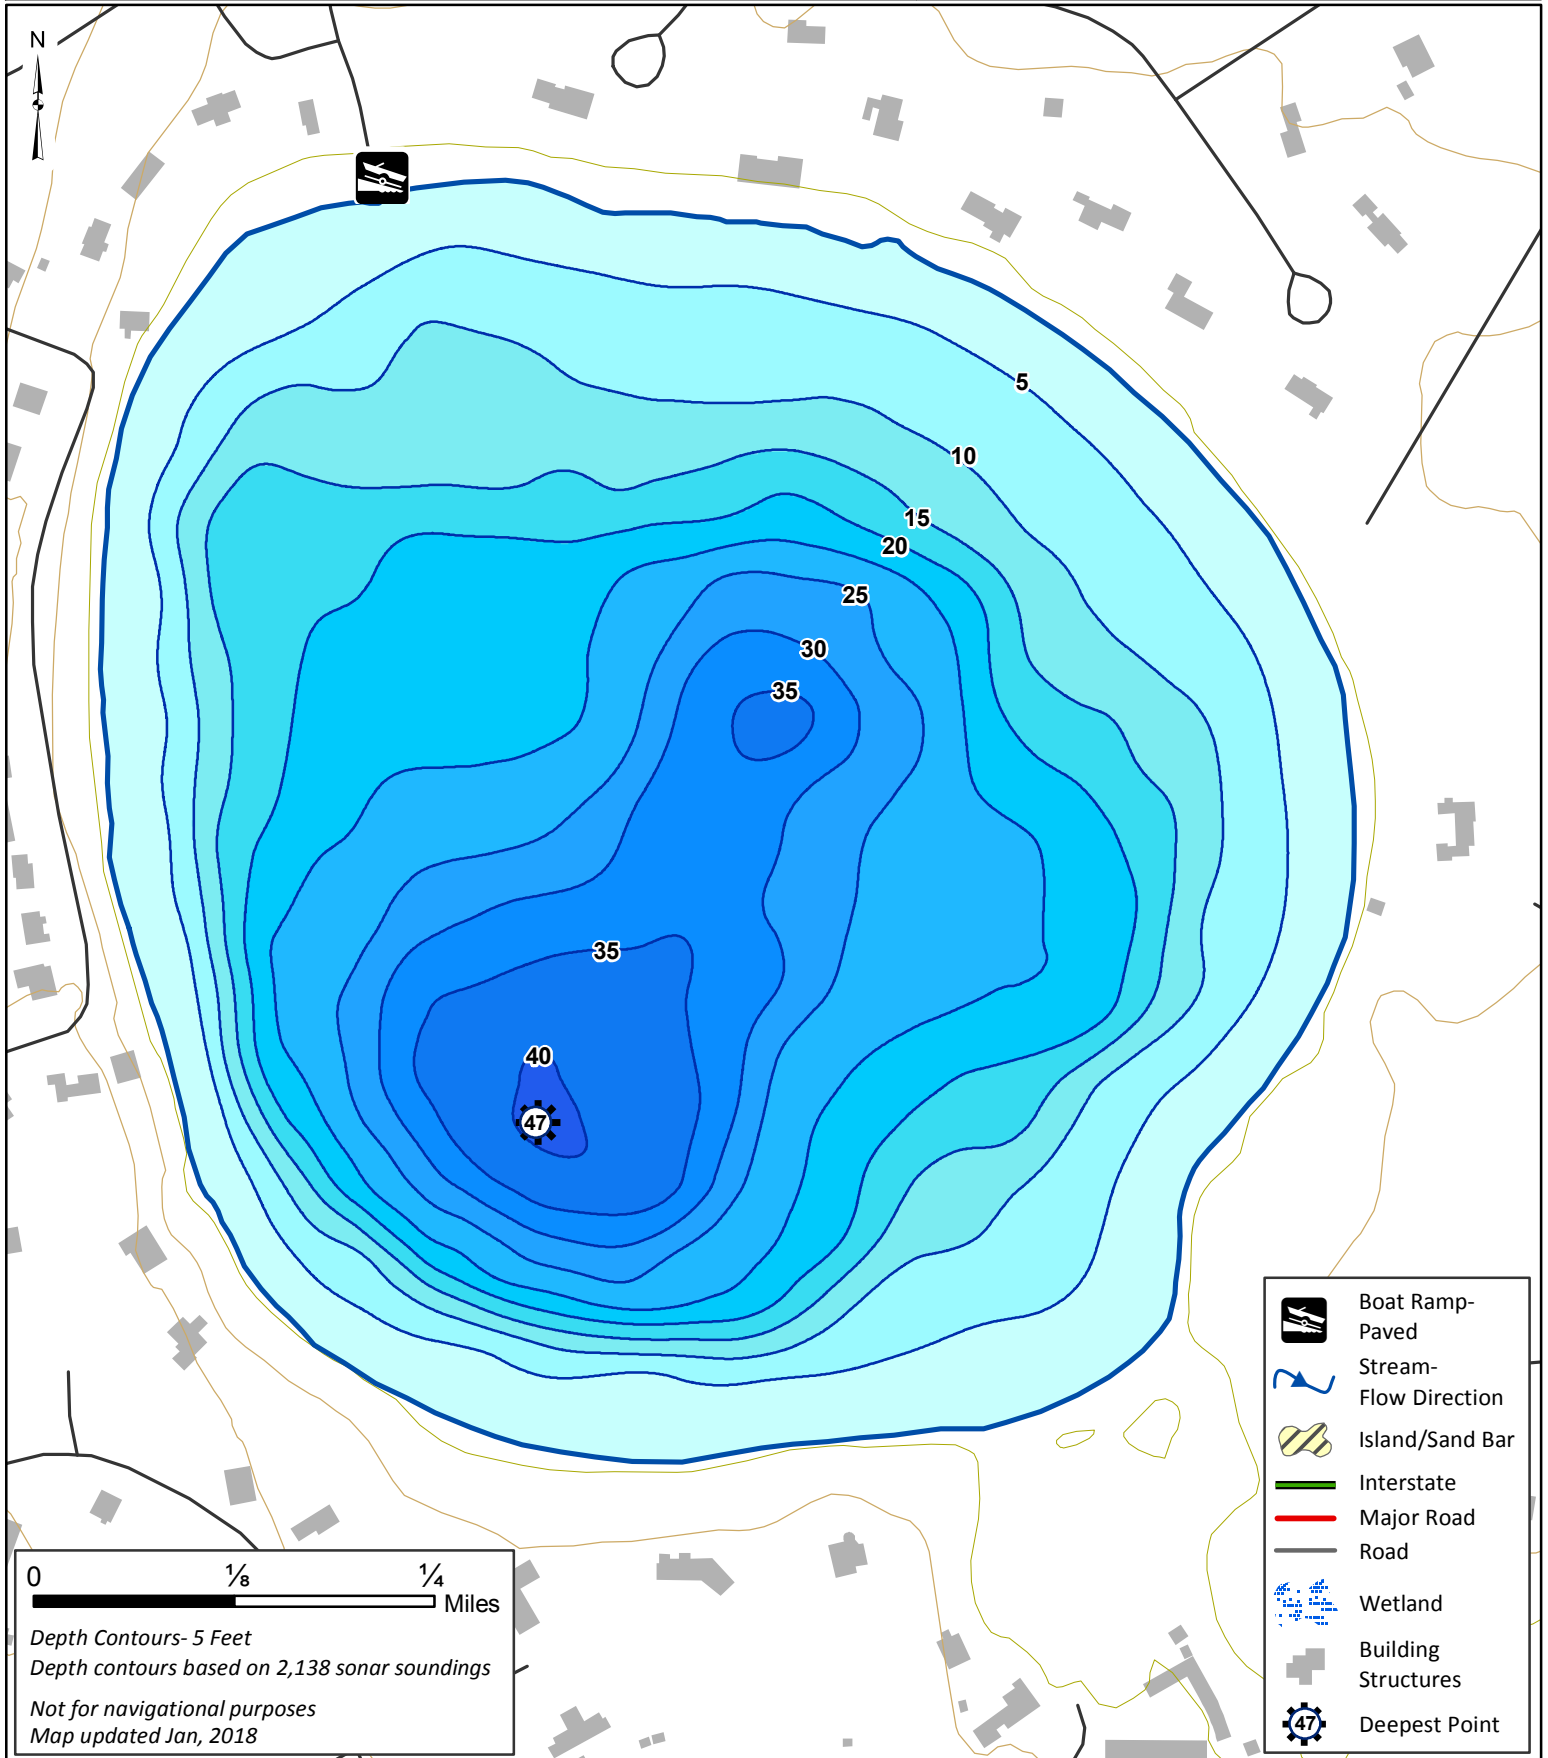 N
5
10
15
20
25
30
35
35
40
47
Boat Ramp-
Paved
Stream-
Flow Direction
Island/Sand Bar
Interstate
Major Road
Road
Wetland
Building
Structures
47 Deepest Point
0 ⅛ ¼
Miles
Depth Contours- 5 Feet
Depth contours based on 2,138 sonar soundings
Not for navigational purposes
Map updated Jan, 2018